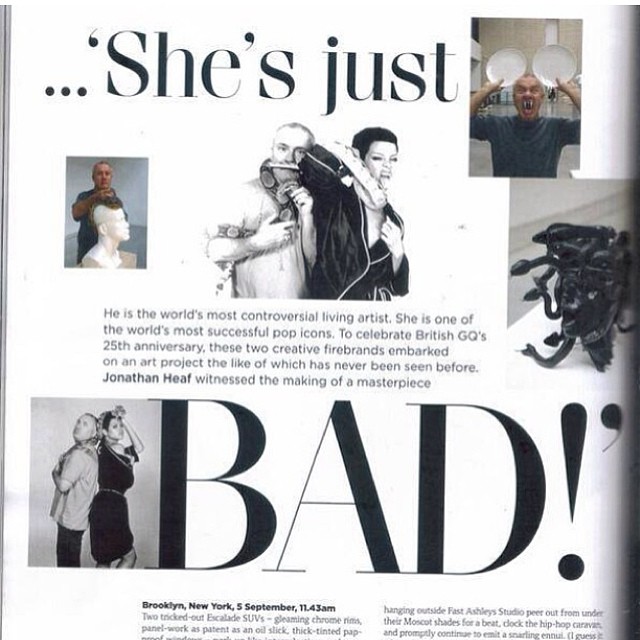 ...‘She’s just
He is the world’s most controversial living artist. She is one of
the world’s most successful pop icons. To celebrate British GQ’s
25th anniversary, these two creative firebrands embarked
on an art project the like of which has never been seen before.
Jonathan Heaf witnessed the making of a masterpiece
BAD!’
Brooklyn, New York, 5 September, 11.43am
Two tricked-out Escalade SUVs – gleaming chrome rims,
panel-work as patent as an oil slick, thick-tinted pap-
hanging outside Fast Ashleys Studio peer out from under
their Moscot shades for a beat, clock the hip-hop caravan,
and promptly continue to emit a snarling ennui. I guess it